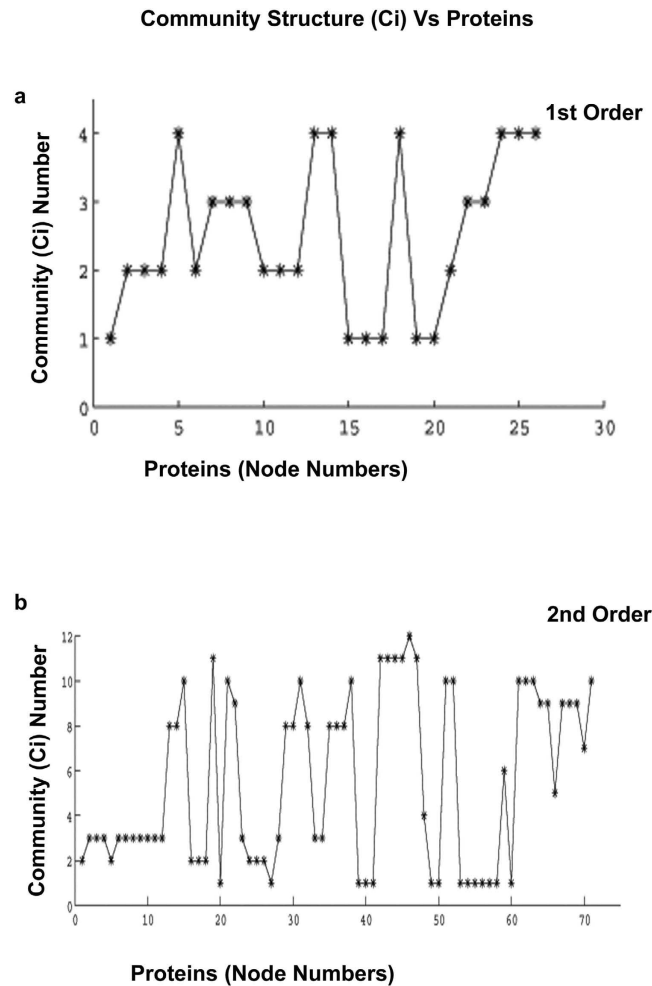 Community Structure (Ci) Vs Proteins
a
1st Order
Community (Ci) Number
4
3
2
1
0
0 5 10 15 20 25 30
Proteins (Node Numbers)
b
2nd Order
Community (Ci) Number
12
10
8
6
4
2
0
0 10 20 30 40 50 60 70
Proteins (Node Numbers)